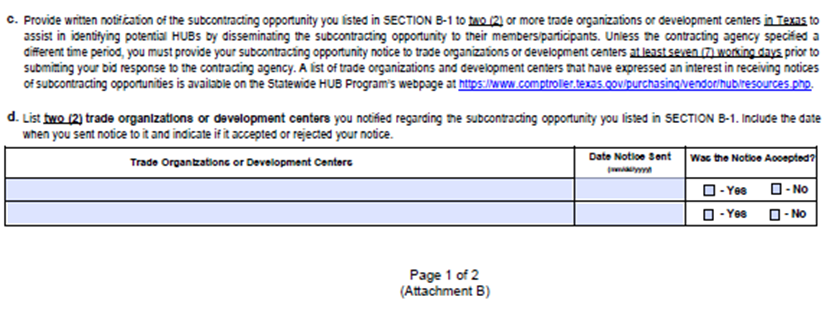 c. Provide written notification of the subcontracting opportunity you listed in SECTION B-1 to two (2) or more trade organizations or development centers in Texas to
assist in identifying potential HUBs by disseminating the subcontracting opportunity to their members/participants. Unless the contracting agency specified a
different time period, you must provide your subcontracting opportunity notice to trade organizations or development centers at least seven (7) working days prior to
submitting your bid response to the contracting agency. A list of trade organizations and development centers that have expressed an interest in receiving notices
of subcontracting opportunities is available on the Statewide HUB Program's webpage at https://www.comptroller.texas.gov/purchasing/vendor/hub/resources.php.
d. List two (2) trade organizations or development centers you notified regarding the subcontracting opportunity you listed in SECTION B-1. Include the date
when you sent notice to it and indicate if it accepted or rejected your notice.
Trade Organizations or Development Centers Date Notice Sent Was the Notice Accepted?
(mm/dd/yyyy)
- Yes - No
- Yes - No
Page 1 of 2
(Attachment B)